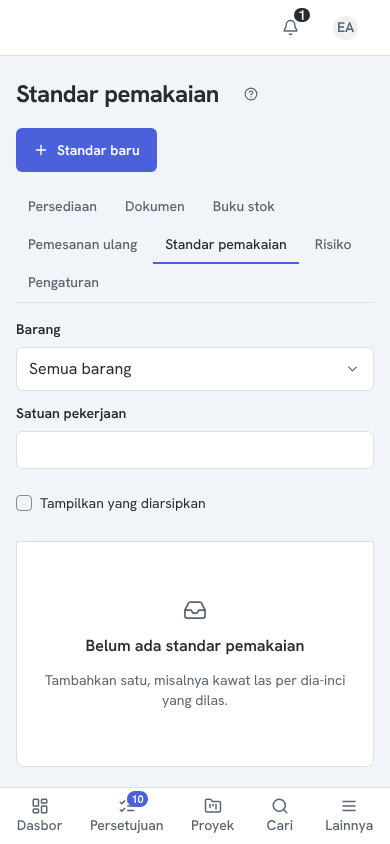 1
EA
Standar pemakaian
Standar baru
Persediaan Dokumen Buku stok
Pemesanan ulang Standar pemakaian Risiko
Pengaturan
Barang
Semua barang
Satuan pekerjaan
Tampilkan yang diarsipkan
Belum ada standar pemakaian
Tambahkan satu, misalnya kawat las per dia-inci
yang dilas.
10
Dasbor Persetujuan Proyek Cari Lainnya